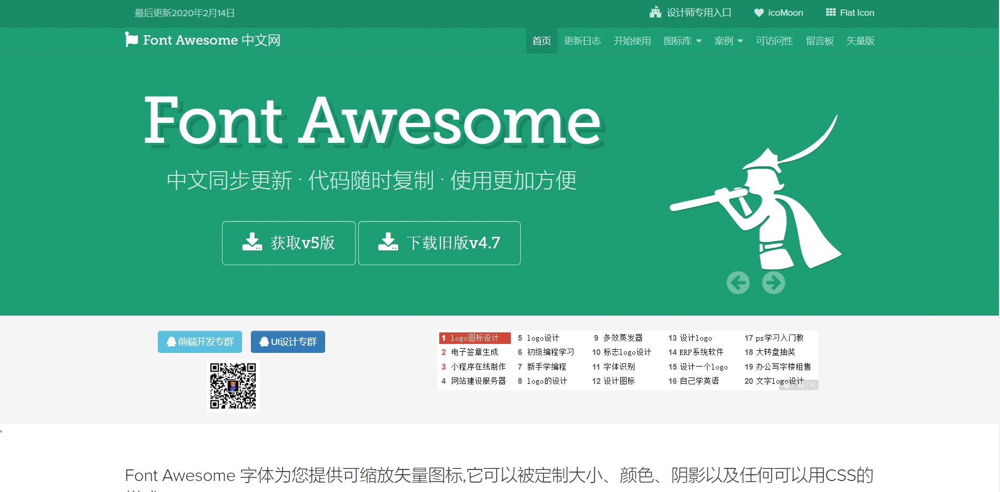 最后更新2020年2月14日
设计师专用入口 icoMoon Flat Icon
Font Awesome 中文网
首页 更新日志 开始使用 图标库 案例 可访问性 留言板 矢量版
Font Awesome
中文同步更新 · 代码随时复制 · 使用更加方便
获取v5版 下载旧版v4.7
前端开发专群 UI设计专群
1 logo图标设计 5 logo设计 9 多效蒸发器 13 设计logo 17 ps学习入门教
2 电子签章生成 6 初级编程学习 10 标志logo设计 14 ERP系统软件 18 大转盘抽奖
3 小程序在线制作 7 新手学编程 11 字体识别 15 设计一个logo 19 办公写字楼租售
4 网站建设服务器 8 logo的设计 12 设计图标 16 自己学英语 20 文字logo设计
Font Awesome 字体为您提供可缩放矢量图标,它可以被定制大小、颜色、阴影以及任何可以用CSS的